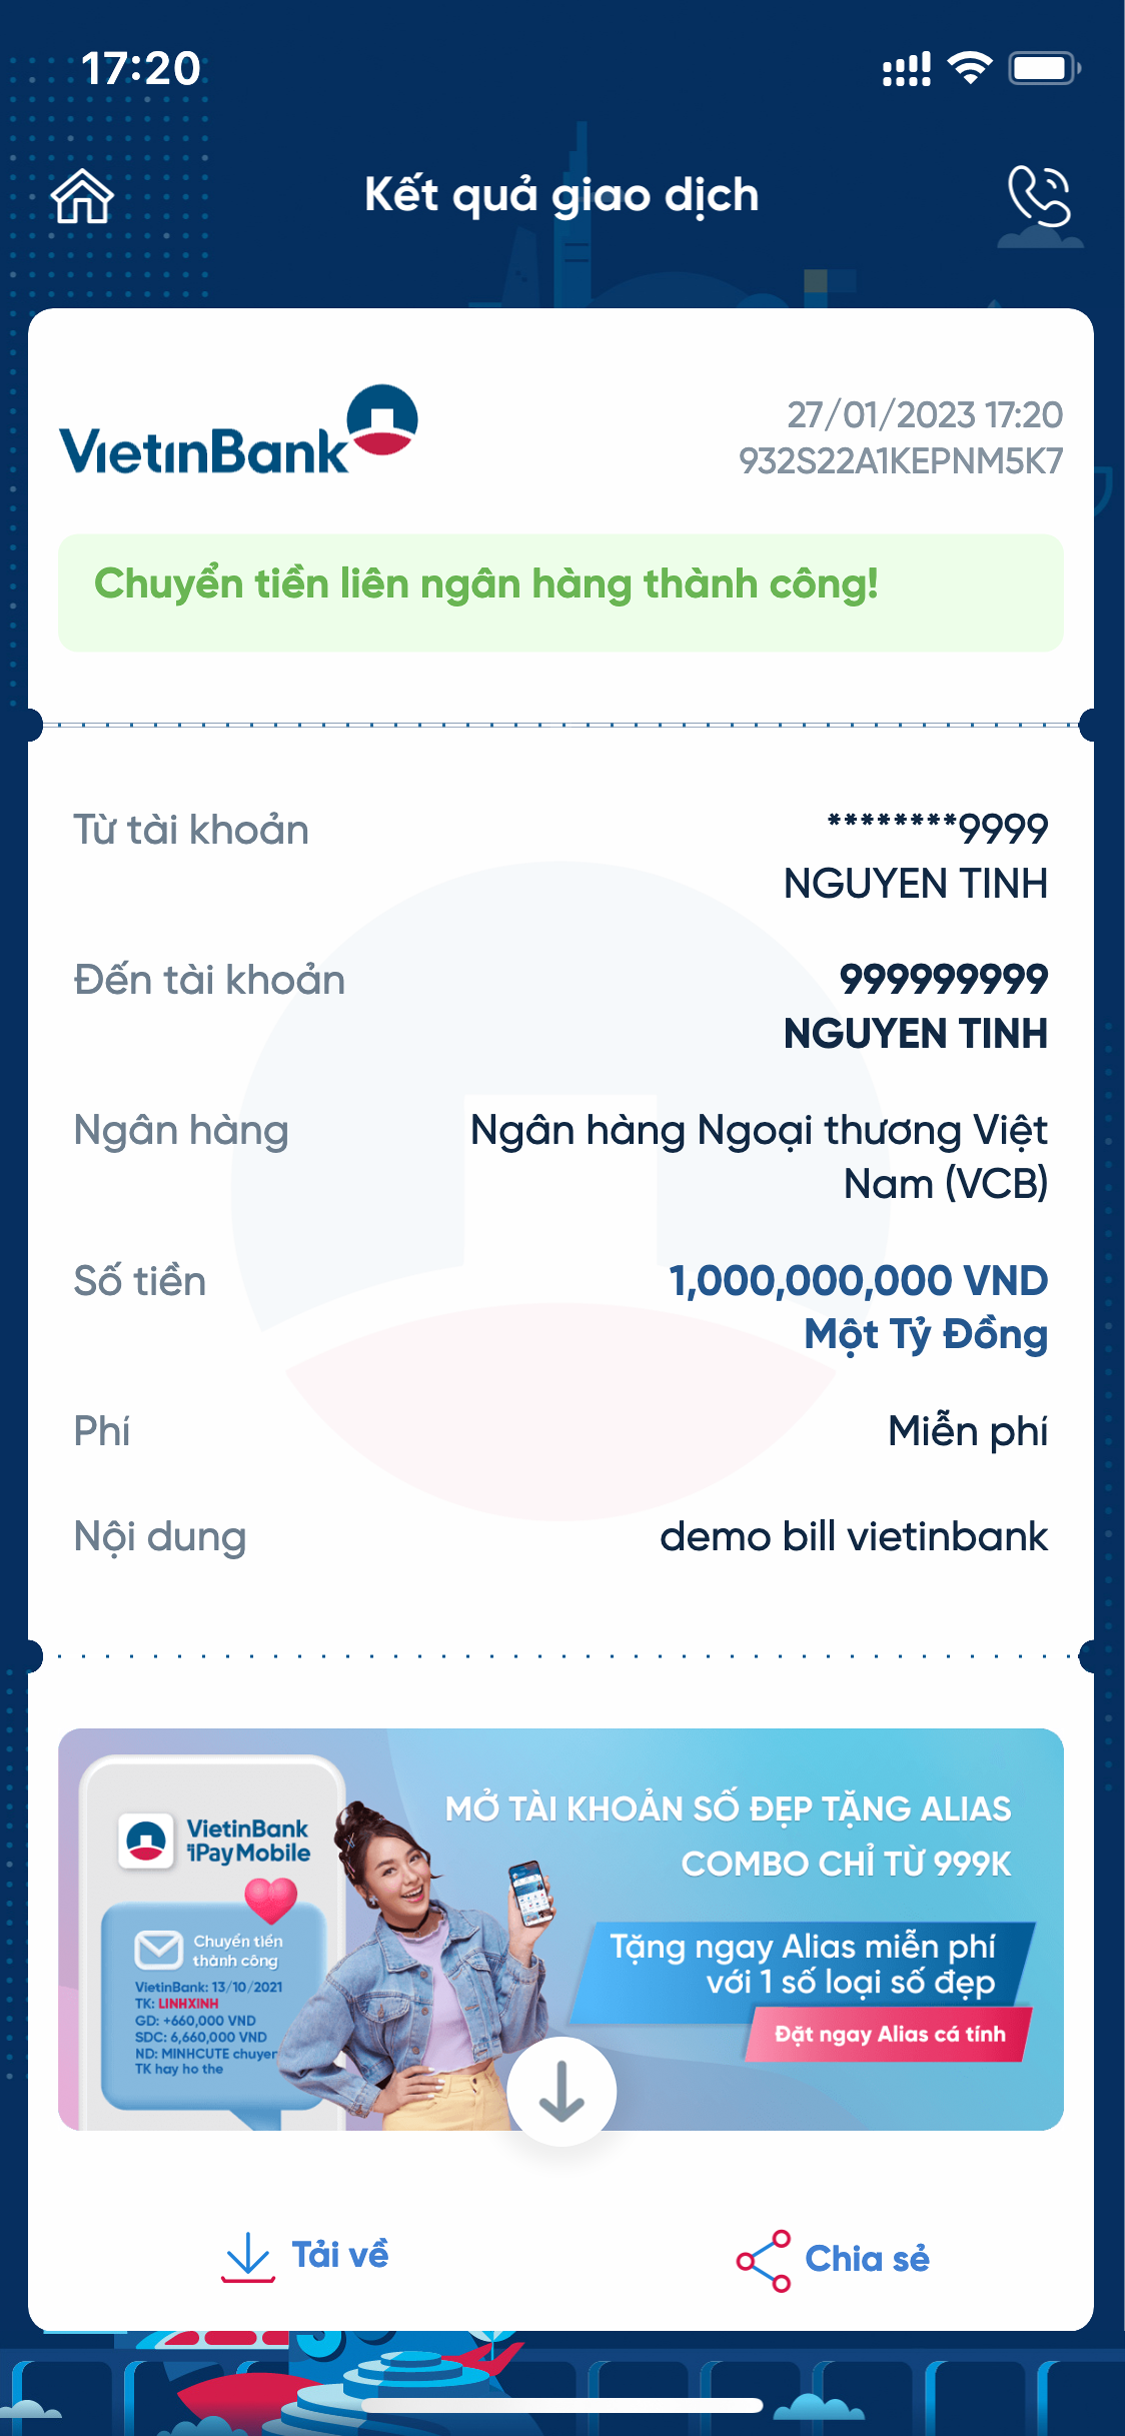 17:20
Kết quả giao dịch
VietinBank
27/01/2023 17:20
932S22A1KEPNM5K7
Chuyển tiền liên ngân hàng thành công!
Từ tài khoản
********9999
NGUYEN TINH
Đến tài khoản
999999999
NGUYEN TINH
Ngân hàng
Ngân hàng Ngoại thương Việt
Nam (VCB)
Số tiền
1,000,000,000 VND
Một Tỷ Đồng
Phí
Miễn phí
Nội dung
demo bill vietinbank
VietinBank
iPay Mobile
Chuyển tiền
thành công
VietinBank: 13/10/2021
TK: LINHXINH
GD: +660,000 VND
SDC: 6,660,000 VND
ND: MINHCUTE chuyen
TK hay ho the
MỞ TÀI KHOẢN SỐ ĐẸP TẶNG ALIAS
COMBO CHỈ TỪ 999K
Tặng ngay Alias miễn phí
với 1 số loại số đẹp
Đặt ngay Alias cá tính
Tải về
Chia sẻ